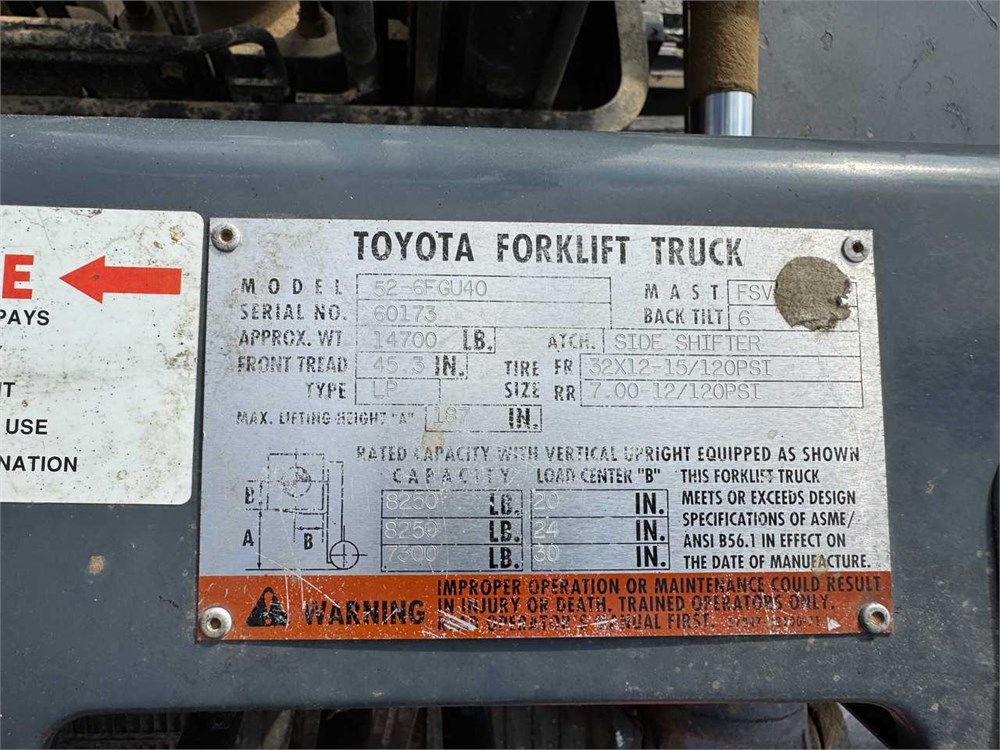 E
PAYS
T
USE
NATION
TOYOTA FORKLIFT TRUCK
MODEL 52-6FGU40 MAST FSV
SERIAL NO. 60173 BACK TILT 6
APPROX. WT 14700 LB. ATCH. SIDE SHIFTER
FRONT TREAD 45.3 IN. TIRE FR 32X12-15/120PSI
TYPE LP SIZE RR 7.00-12/120PSI
MAX. LIFTING HEIGHT "A" 187 IN.
RATED CAPACITY WITH VERTICAL UPRIGHT EQUIPPED AS SHOWN
CAPACITY LOAD CENTER "B" THIS FORKLIFT TRUCK
8250 LB. 20 IN. MEETS OR EXCEEDS DESIGN
SPECIFICATIONS OF ASME/
8250 LB. 24 IN. ANSI B56.1 IN EFFECT ON
7300 LB. 30 IN. THE DATE OF MANUFACTURE.
B
A B
WARNING
IMPROPER OPERATION OR MAINTENANCE COULD RESULT
IN INJURY OR DEATH. TRAINED OPERATORS ONLY.
READ OPERATOR'S MANUAL FIRST.